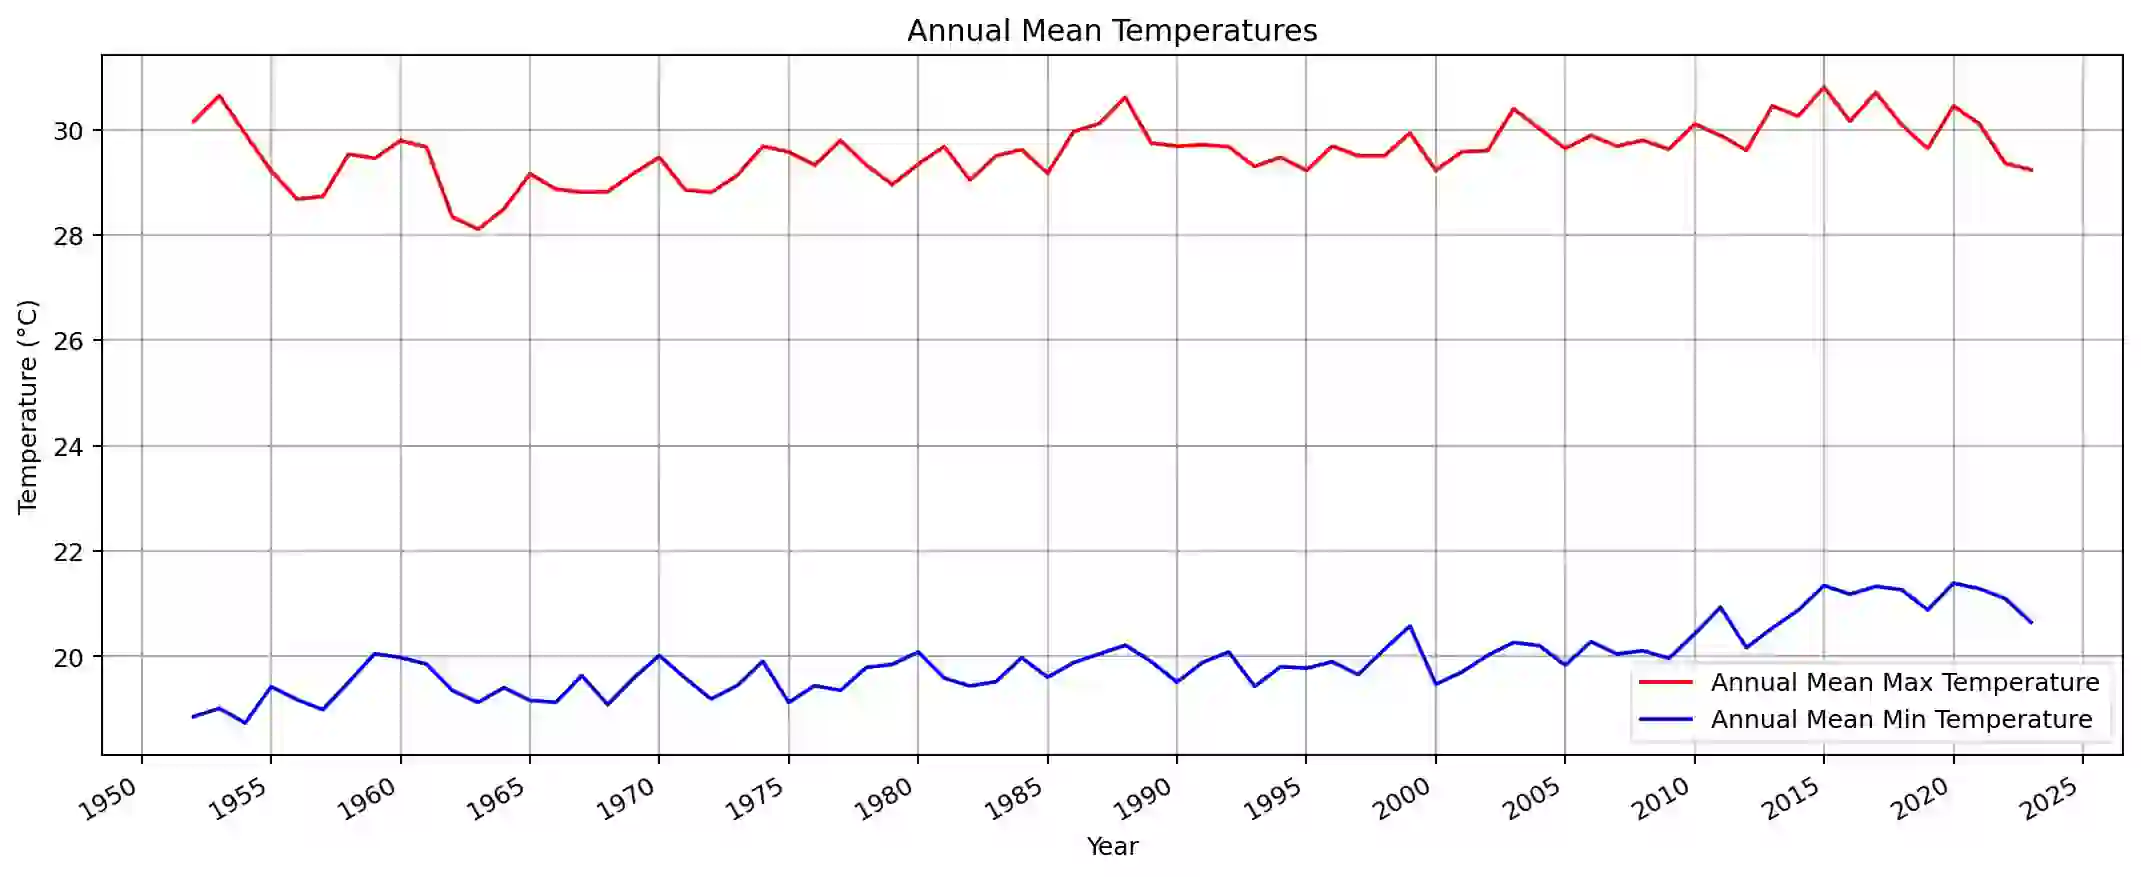 Annual Mean Temperatures
Temperature (°C)
30
28
26
24
22
20
Annual Mean Max Temperature
Annual Mean Min Temperature
1950 1955 1960 1965 1970 1975 1980 1985 1990 1995 2000 2005 2010 2015 2020 2025
Year